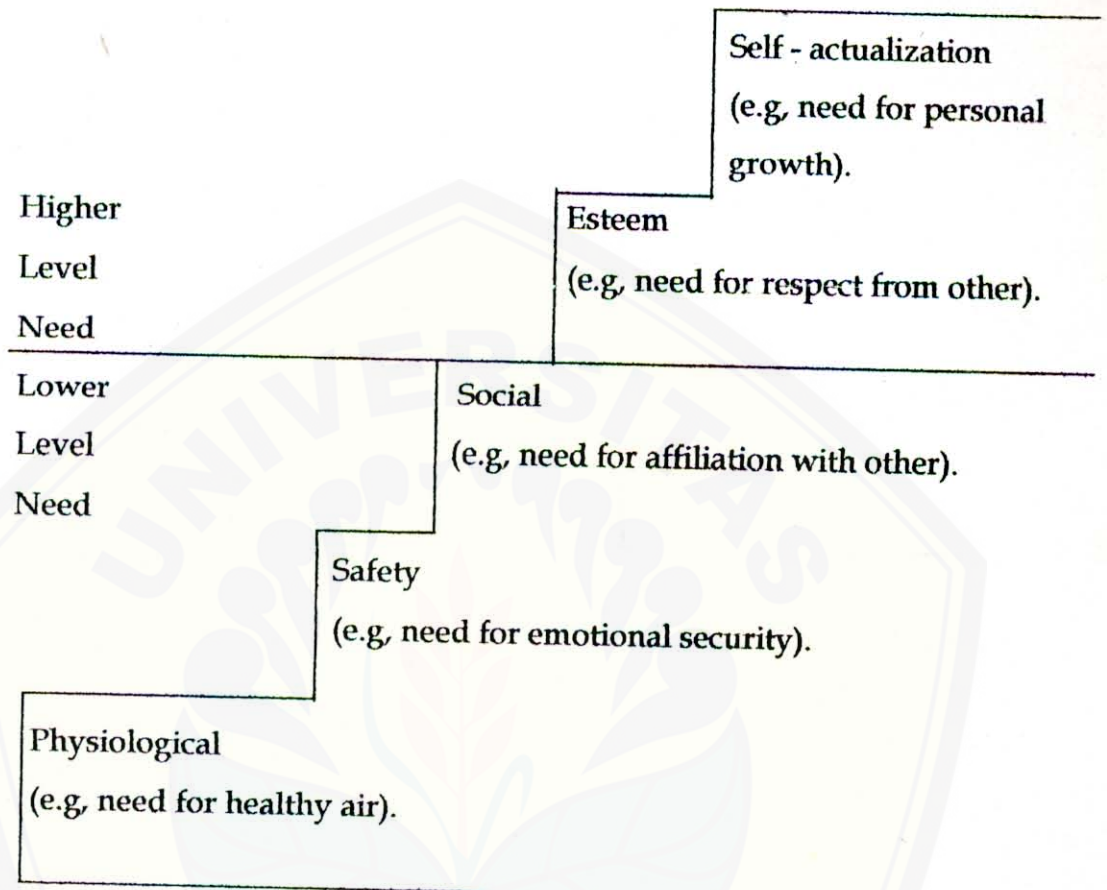 Self - actualization
(e.g, need for personal
growth).
Higher
Level
Need
Esteem
(e.g, need for respect from other).
Lower
Level
Need
Social
(e.g, need for affiliation with other).
Safety
(e.g, need for emotional security).
Physiological
(e.g, need for healthy air).
UNIVERSITAS